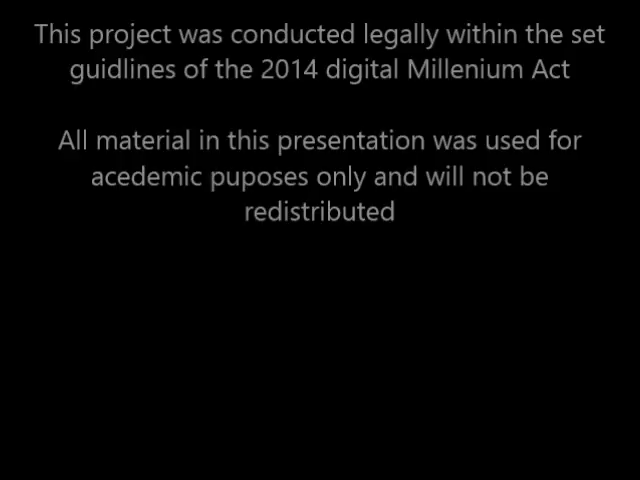 This project was conducted legally within the set
guidlines of the 2014 digital Millenium Act
All material in this presentation was used for
acedemic puposes only and will not be
redistributed